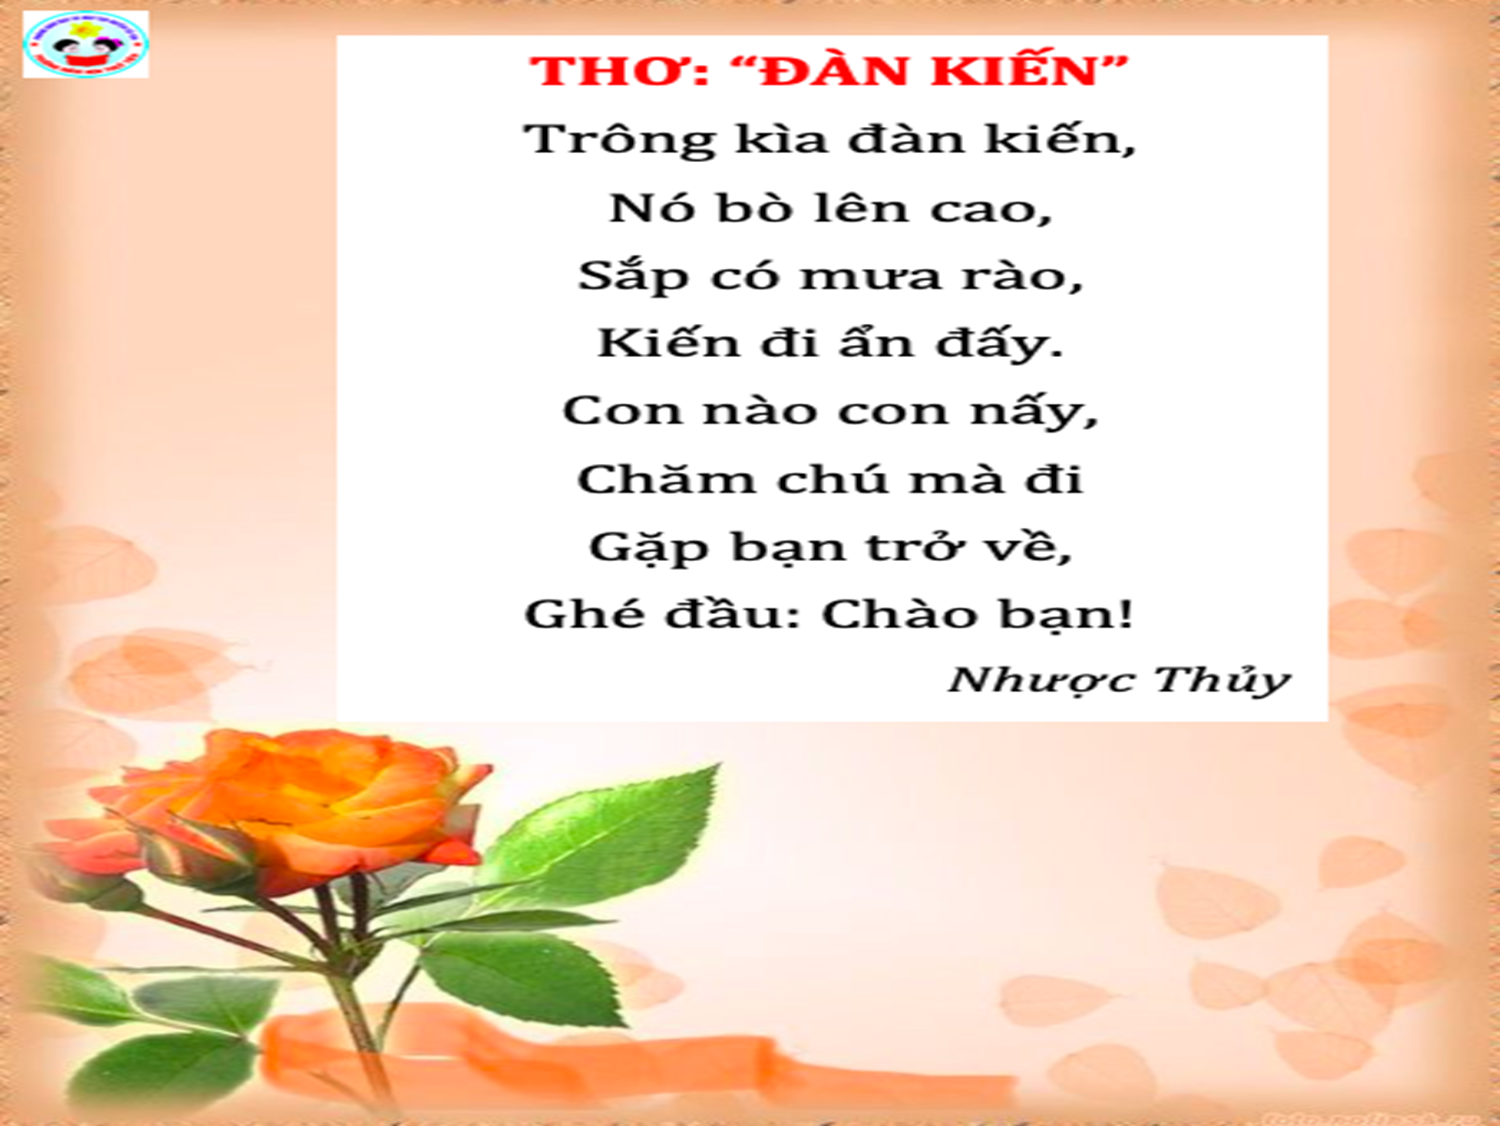 THƠ: “ĐÀN KIẾN”
Trông kìa đàn kiến,
Nó bò lên cao,
Sắp có mưa rào,
Kiến đi ẩn đấy.
Con nào con nấy,
Chăm chú mà đi
Gặp bạn trở về,
Ghé đầu: Chào bạn!
Nhược Thủy